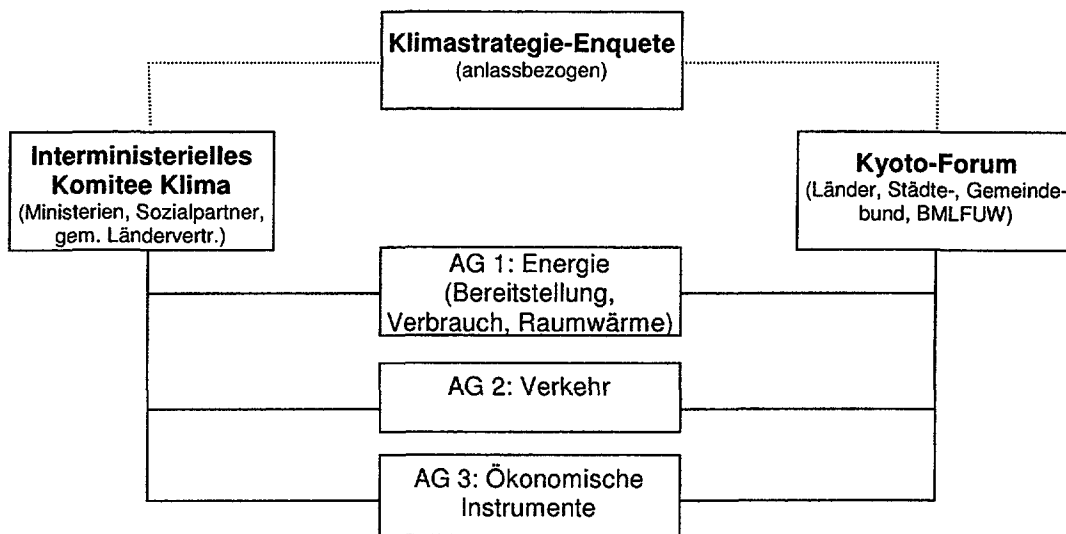 Klimastrategie-Enquete
(anlassbezogen)
Interministerielles
Komitee Klima
(Ministerien, Sozialpartner,
gem. Ländervertr.)
Kyoto-Forum
(Länder, Städte-, Gemeinde-
bund, BMLFUW)
AG 1: Energie
(Bereitstellung,
Verbrauch, Raumwärme)
AG 2: Verkehr
AG 3: Ökonomische
Instrumente